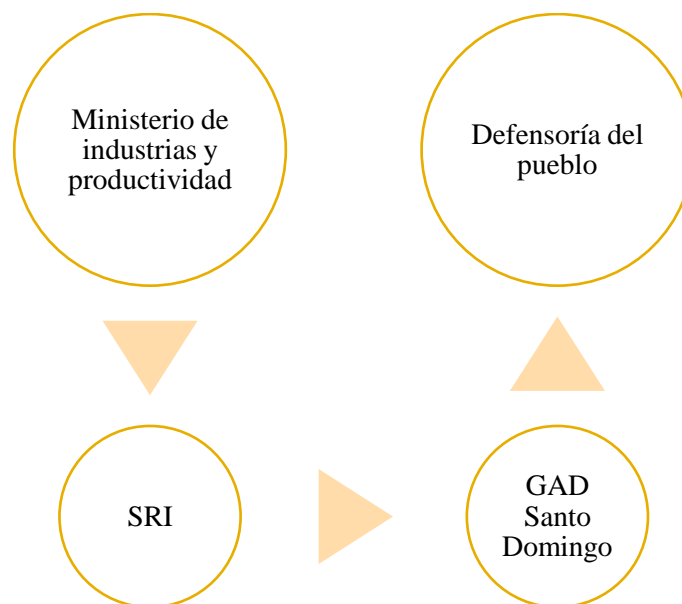 Ministerio de
industrias y
productividad
Defensoría del
pueblo
SRI
GAD
Santo
Domingo